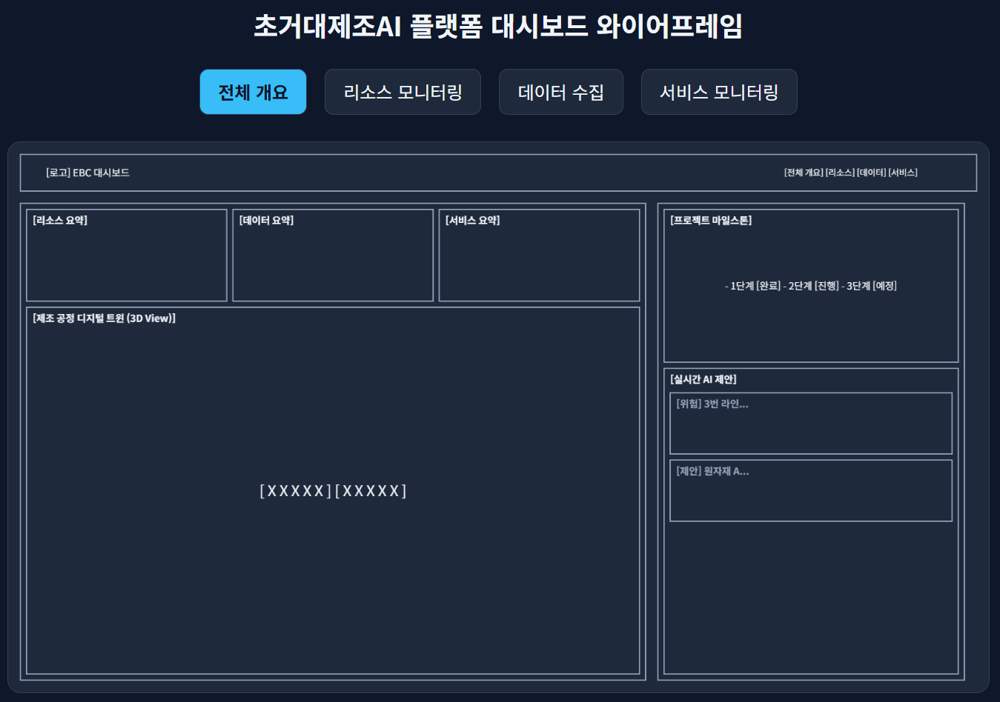 초거대제조AI 플랫폼 대시보드 와이어프레임
전체 개요
리소스 모니터링
데이터 수집
서비스 모니터링
[로고] EBC 대시보드
[전체 개요] [리소스] [데이터] [서비스]
[리소스 요약]
[데이터 요약]
[서비스 요약]
[제조 공정 디지털 트윈 (3D View)]
[XXXXX][XXXXX]
[프로젝트 마일스톤]
- 1단계 [완료] - 2단계 [진행] - 3단계 [예정]
[실시간 AI 제안]
[위험] 3번 라인...
[제안] 원자재 A...